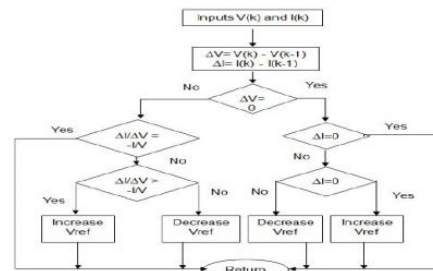 Inputs V(k) and I(k)
ΔV= V(k) - V(k-1)
ΔI= I(k) - I(k-1)
No
Yes
ΔV=
0
Yes
ΔI/ΔV =
-I/V
ΔI=0
Yes
No
No
ΔI/ΔV >
-I/V
ΔI=0
Yes
No
No
Yes
Increase
Vref
Decrease
Vref
Decrease
Vref
Increase
Vref
Return